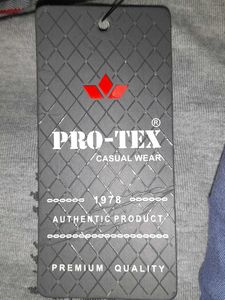 ®
PRO-TEX
CASUAL WEAR
1978
AUTHENTIC PRODUCT
PREMIUM QUALITY